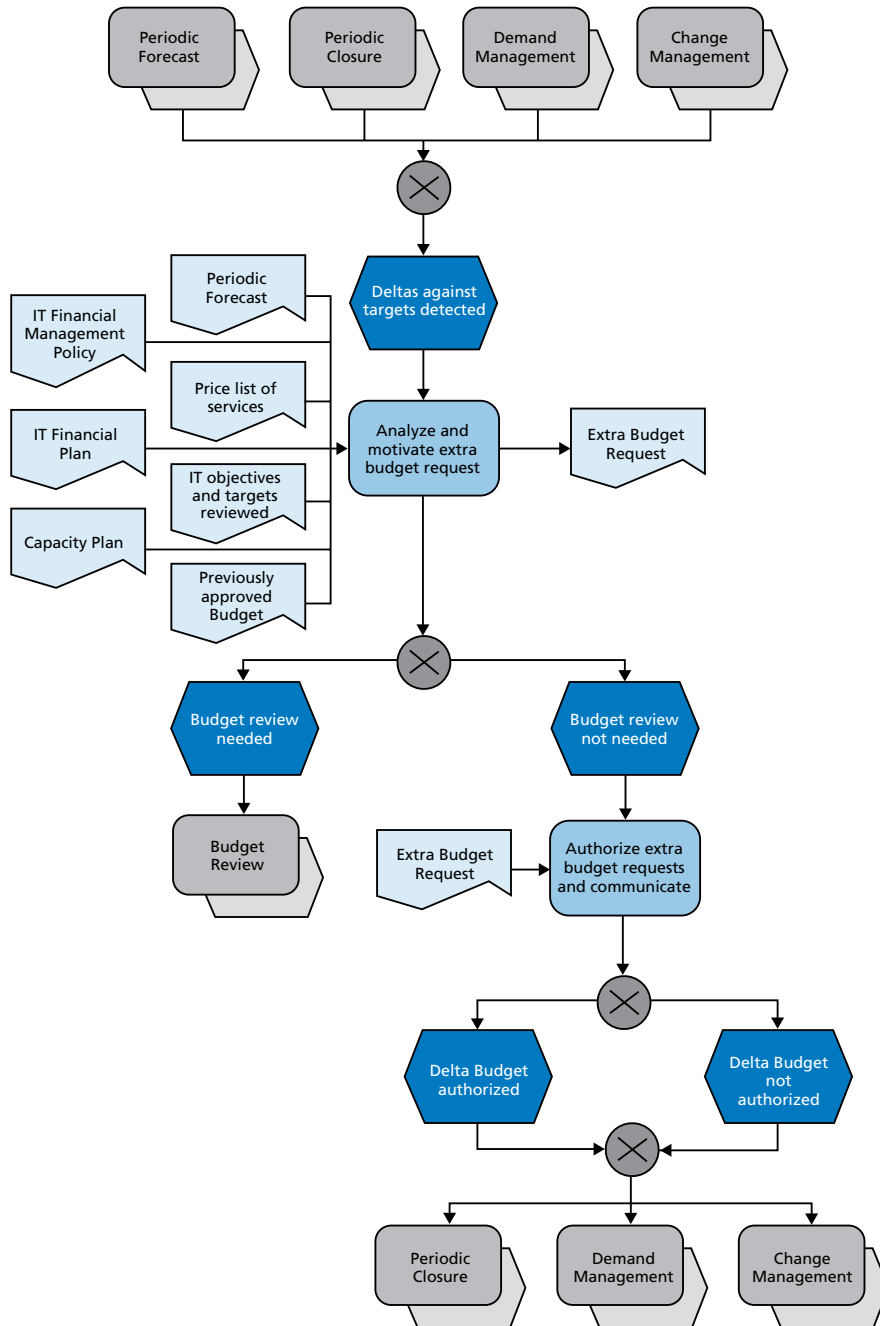 Periodic
Forecast
Periodic
Closure
Demand
Management
Change
Management
Deltas against
targets detected
Periodic
Forecast
IT Financial
Management
Policy
Price list of
services
IT Financial
Plan
Analyze and
motivate extra
budget request
Extra Budget
Request
IT objectives
and targets
reviewed
Capacity Plan
Previously
approved
Budget
Budget review
needed
Budget review
not needed
Budget
Review
Extra Budget
Request
Authorize extra
budget requests
and communicate
Delta Budget
authorized
Delta Budget
not
authorized
Periodic
Closure
Demand
Management
Change
Management